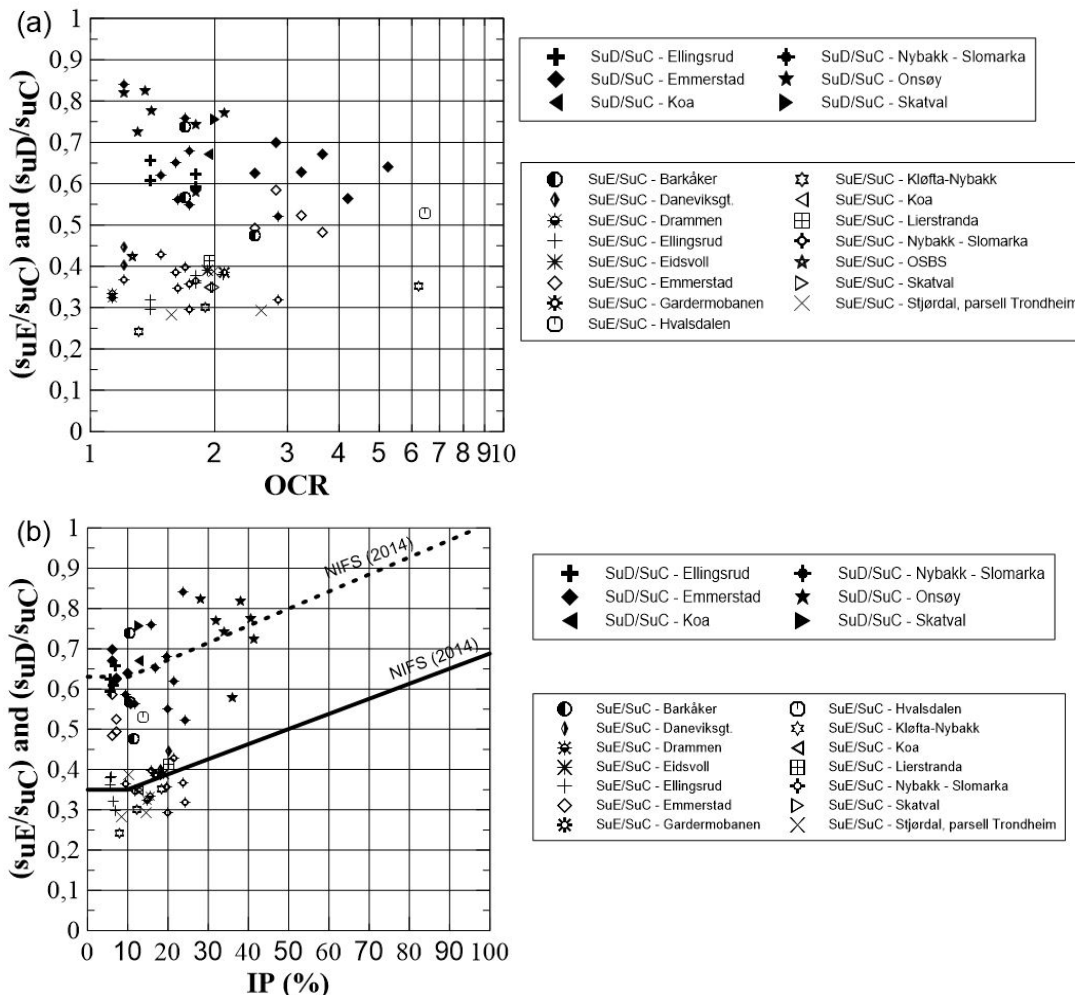 (a)
1
0,9
0,8
0,7
0,6
0,5
0,4
0,3
0,2
0,1
0
(suE/suC) and (suD/suC)
1 2 3 4 5 6 7 8 9 10
OCR
SuD/SuC - Ellingsrud SuD/SuC - Nybakk - Slomarka
SuD/SuC - Emmerstad SuD/SuC - Onsøy
SuD/SuC - Koa SuD/SuC - Skatval
SuE/SuC - Barkåker SuE/SuC - Kløfta-Nybakk
SuE/SuC - Daneviksgt. SuE/SuC - Koa
SuE/SuC - Drammen SuE/SuC - Lierstranda
SuE/SuC - Ellingsrud SuE/SuC - Nybakk - Slomarka
SuE/SuC - Eidsvoll SuE/SuC - OSBS
SuE/SuC - Emmerstad SuE/SuC - Skatval
SuE/SuC - Gardermobanen SuE/SuC - Stjørdal, parsell Trondheim
SuE/SuC - Hvalsdalen
(b)
1
0,9
0,8
0,7
0,6
0,5
0,4
0,3
0,2
0,1
0
(suE/suC) and (suD/suC)
NIFS (2014)
NIFS (2014)
0 10 20 30 40 50 60 70 80 90 100
IP (%)
SuD/SuC - Ellingsrud SuD/SuC - Nybakk - Slomarka
SuD/SuC - Emmerstad SuD/SuC - Onsøy
SuD/SuC - Koa SuD/SuC - Skatval
SuE/SuC - Barkåker SuE/SuC - Hvalsdalen
SuE/SuC - Daneviksgt. SuE/SuC - Kløfta-Nybakk
SuE/SuC - Drammen SuE/SuC - Koa
SuE/SuC - Eidsvoll SuE/SuC - Lierstranda
SuE/SuC - Ellingsrud SuE/SuC - Nybakk - Slomarka
SuE/SuC - Emmerstad SuE/SuC - Skatval
SuE/SuC - Gardermobanen SuE/SuC - Stjørdal, parsell Trondheim